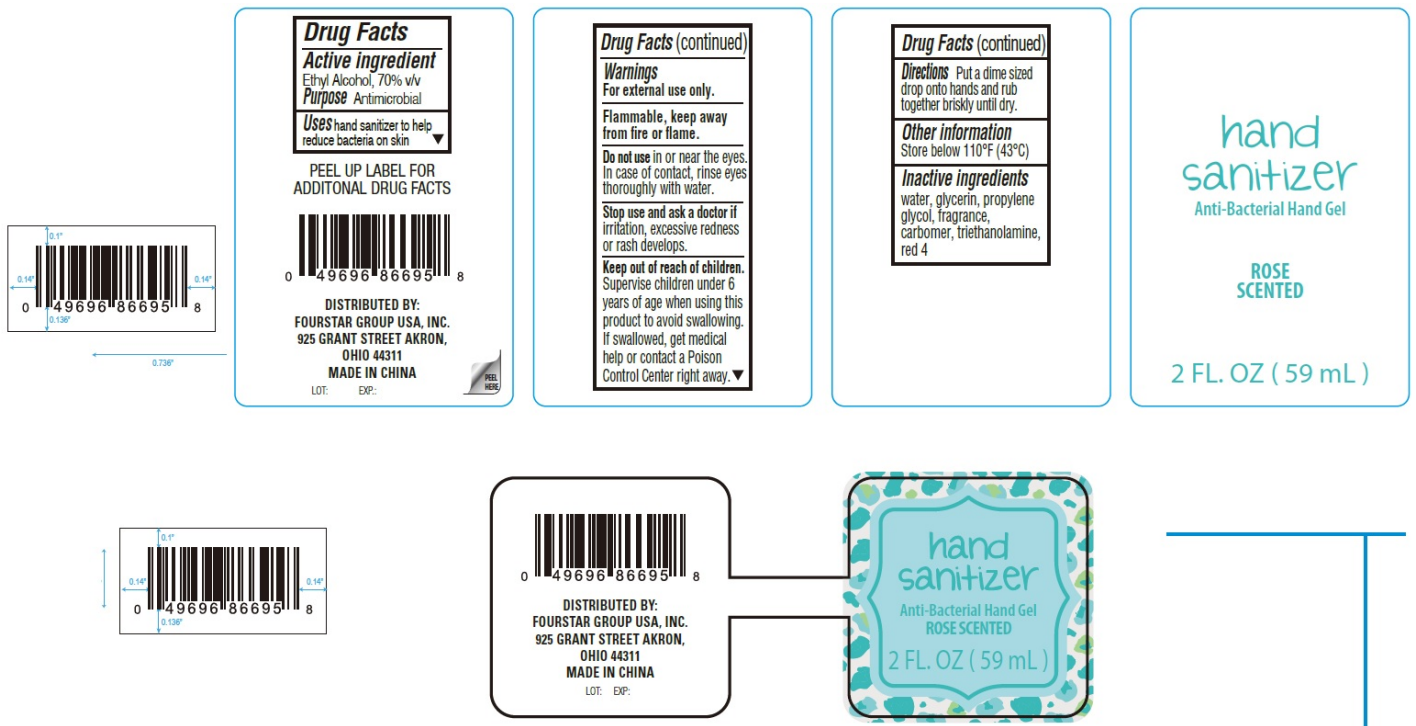 Drug Facts
Active ingredient
Ethyl Alcohol, 70% v/v
Purpose Antimicrobial
Uses hand sanitizer to help
reduce bacteria on skin ▼
PEEL UP LABEL FOR
ADDITONAL DRUG FACTS
0 49696 86695 8
DISTRIBUTED BY:
FOURSTAR GROUP USA, INC.
925 GRANT STREET AKRON,
OHIO 44311
MADE IN CHINA
LOT: EXP.:
PEEL
HERE
Drug Facts (continued)
Warnings
For external use only.
Flammable, keep away
from fire or flame.
Do not use in or near the eyes.
In case of contact, rinse eyes
thoroughly with water.
Stop use and ask a doctor if
irritation, excessive redness
or rash develops.
Keep out of reach of children.
Supervise children under 6
years of age when using this
product to avoid swallowing.
If swallowed, get medical
help or contact a Poison
Control Center right away. ▼
Drug Facts (continued)
Directions Put a dime sized
drop onto hands and rub
together briskly until dry.
Other information
Store below 110°F (43°C)
Inactive ingredients
water, glycerin, propylene
glycol, fragrance,
carbomer, triethanolamine,
red 4
hand
sanitizer
Anti-Bacterial Hand Gel
ROSE
SCENTED
2 FL. OZ ( 59 mL )
0.1"
0.14" 0.14"
0 49696 86695 8
0.136"
0.736"
0.1"
0.14" 0.14"
0 49696 86695 8
0.136"
0 49696 86695 8
DISTRIBUTED BY:
FOURSTAR GROUP USA, INC.
925 GRANT STREET AKRON,
OHIO 44311
MADE IN CHINA
LOT: EXP:
hand
sanitizer
Anti-Bacterial Hand Gel
ROSE SCENTED
2 FL. OZ ( 59 mL )